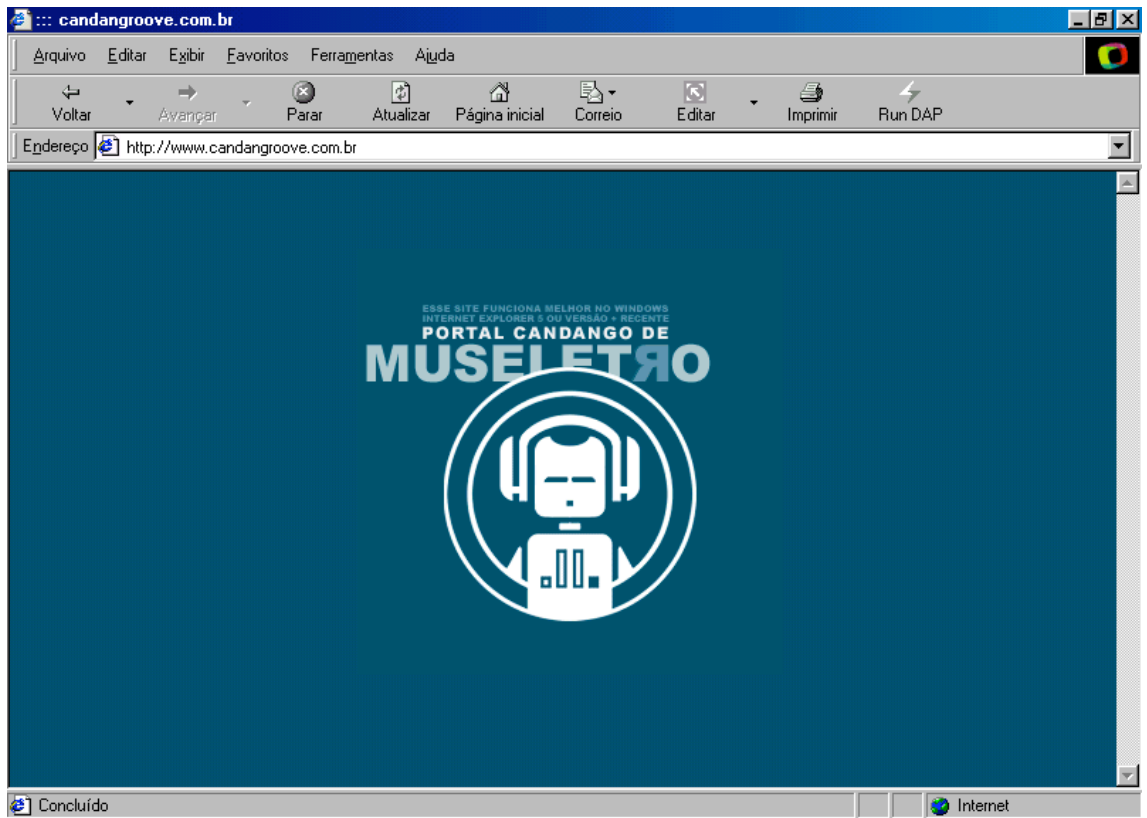 ::: candangroove.com.br
Arquivo Editar Exibir Favoritos Ferramentas Ajuda
Voltar Avançar Parar Atualizar Página inicial Correio Editar Imprimir Run DAP
Endereço http://www.candangroove.com.br
ESSE SITE FUNCIONA MELHOR NO WINDOWS
INTERNET EXPLORER 5 OU VERSÃO + RECENTE
PORTAL CANDANGO DE
MUSELETЯO
Concluído Internet